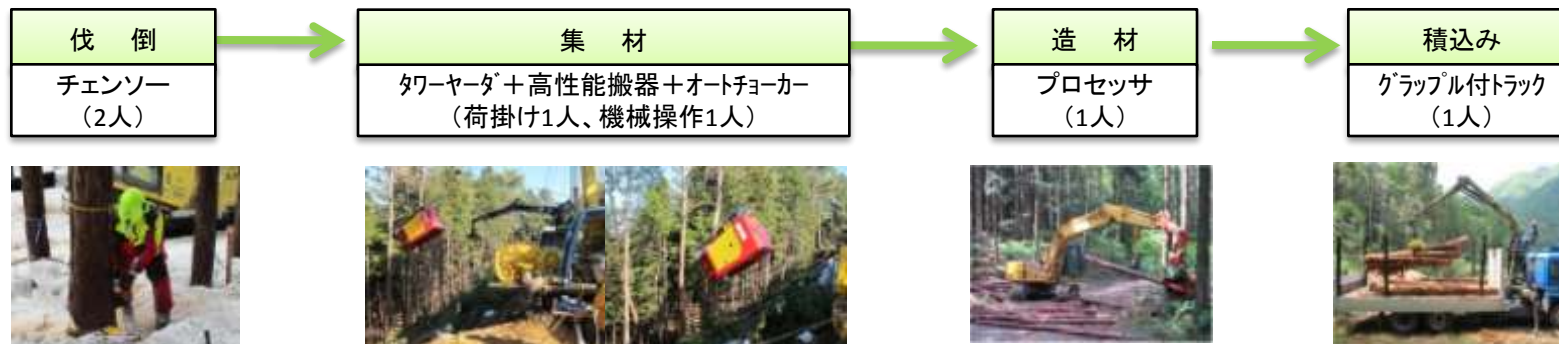 伐　倒
チェンソー
（2人）
集　材
ﾀﾜｰﾔｰﾀﾞ＋高性能搬器＋ｵｰﾄﾁｮｰｶｰ
（荷掛け1人、機械操作1人）
造　材
プロセッサ
（1人）
積込み
ｸﾞﾗｯﾌﾟﾙ付ﾄﾗｯｸ
（1人）